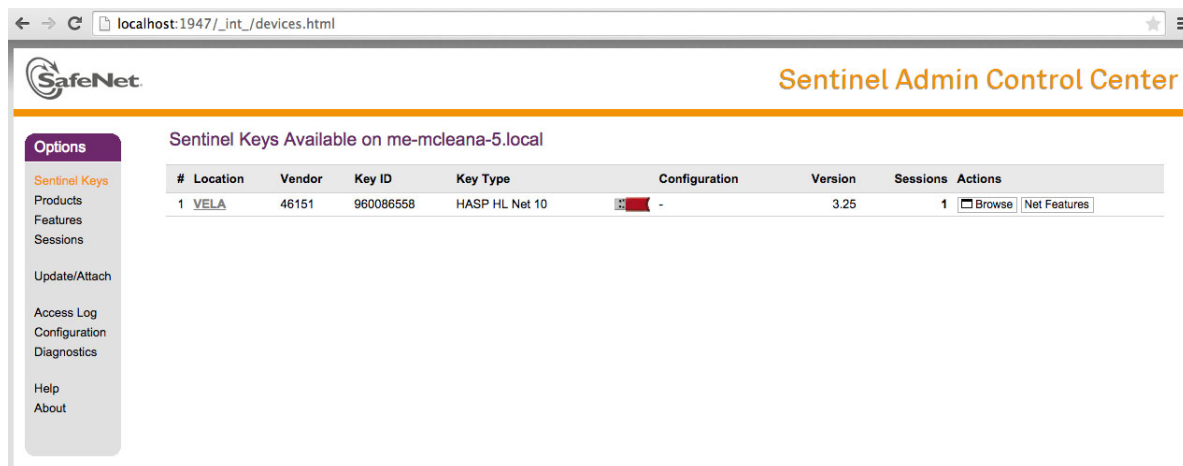 localhost:1947/_int_/devices.html
SafeNet.
Sentinel Admin Control Center
Options
Sentinel Keys
Products
Features
Sessions
Update/Attach
Access Log
Configuration
Diagnostics
Help
About
Sentinel Keys Available on me-mcleana-5.local
# Location Vendor Key ID Key Type Configuration Version Sessions Actions
1 VELA 46151 960086558 HASP HL Net 10 - 3.25 1 Browse Net Features